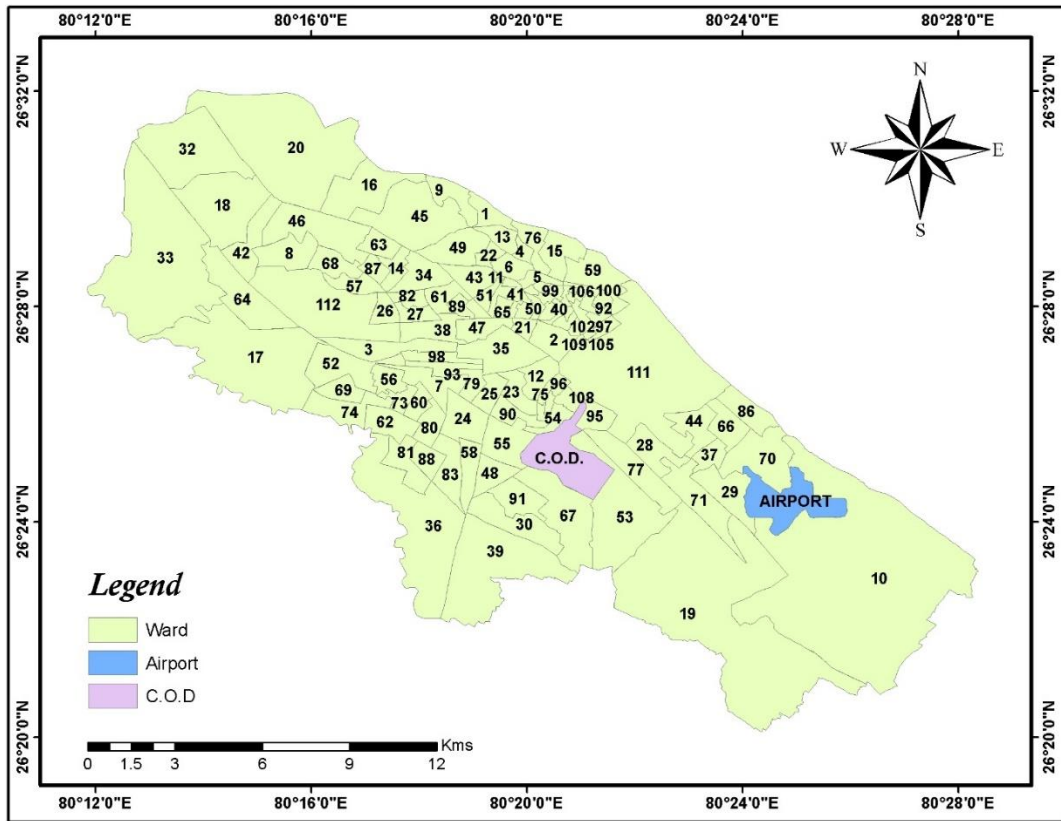 80°12'0"E 80°16'0"E 80°20'0"E 80°24'0"E 80°28'0"E
26°32'0"N 26°32'0"N
N
W E
S
32 20
16 9
18 45 1
46 13 76
63 49 22 4 15
33 42 8 68 87 14 34 43 11 6 5 59
57 82 61 51 41 99 106 100
64 112 26 27 89 65 50 40 92
26°28'0"N 26°28'0"N
38 47 21 102 97
3 35 2 109 105
17 52 98
56 93 7 79 12 96 111
69 73 60 25 23 75 108
74 62 24 90 54 95 44 86
80 66
81 88 58 55 28 37
83 48 C.O.D. 77 70
91 71 29 AIRPORT
36 30 67 53
26°24'0"N 26°24'0"N
39
10
19
Legend
Ward
Airport
C.O.D
26°20'0"N 26°20'0"N
Kms
0 1.5 3 6 9 12
80°12'0"E 80°16'0"E 80°20'0"E 80°24'0"E 80°28'0"E